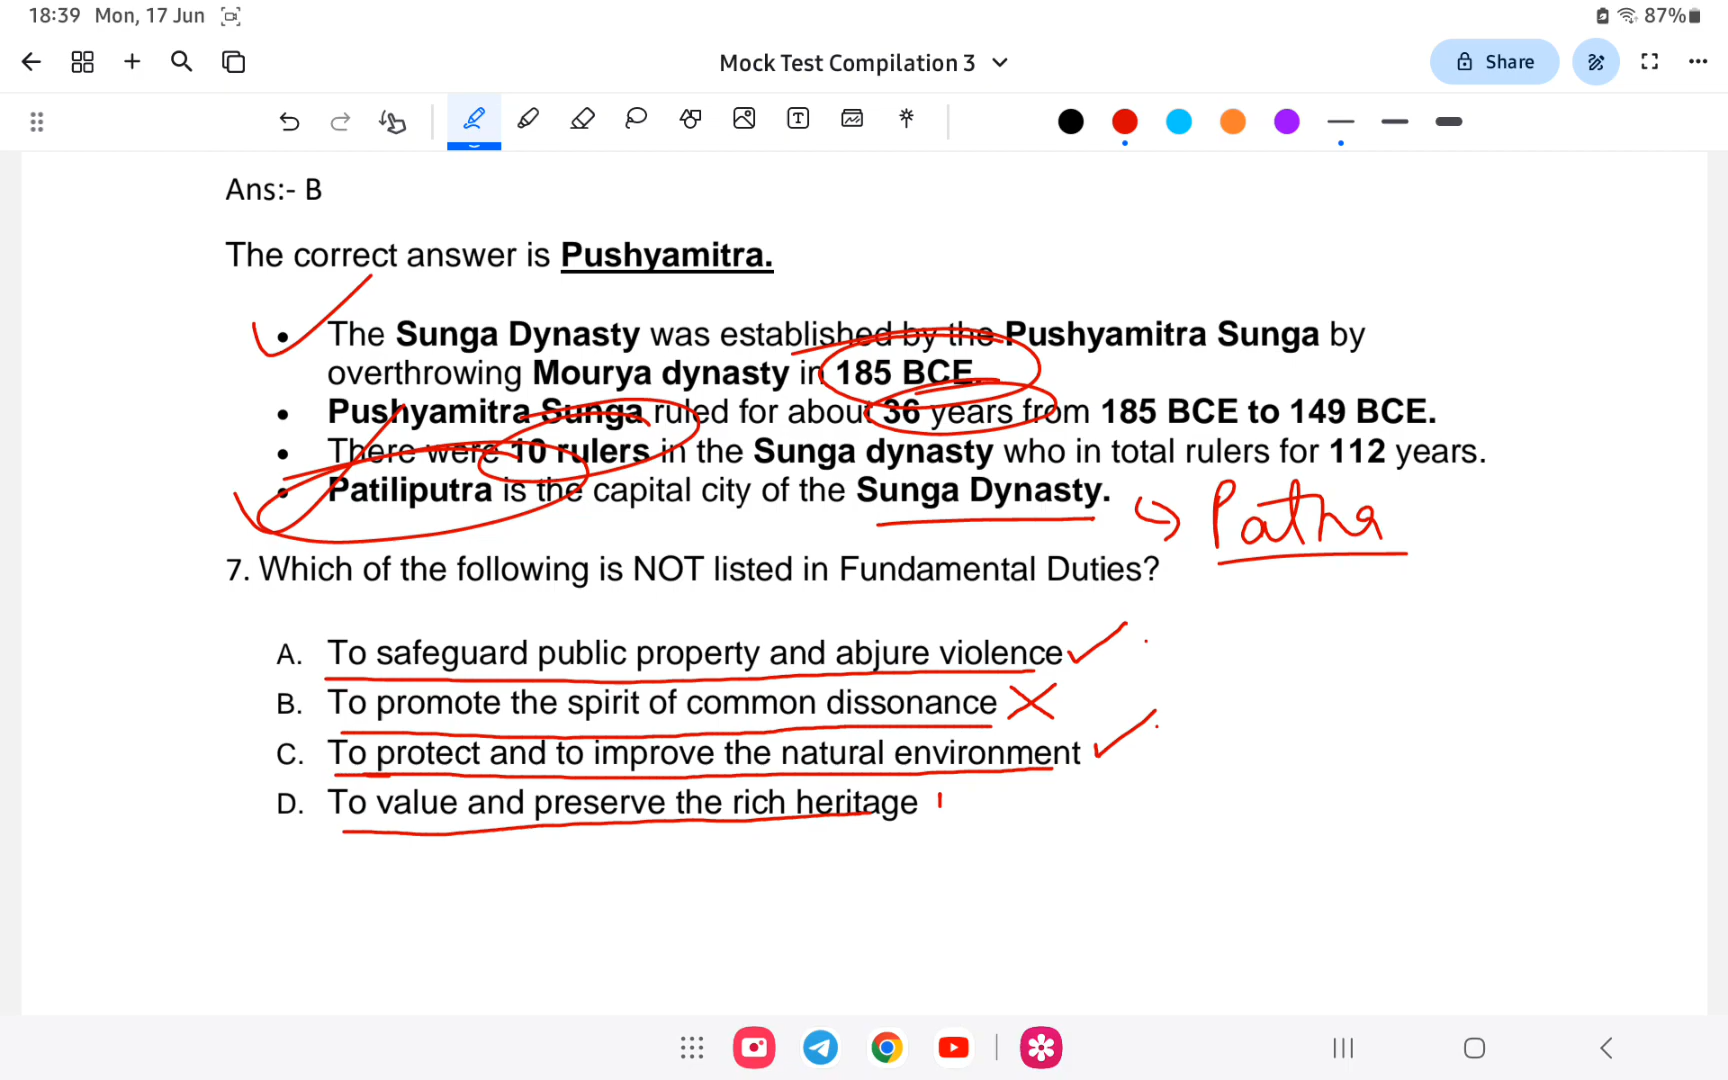 18:39 Mon, 17 Jun 87%
Mock Test Compilation 3 Share
Ans:- B
The correct answer is Pushyamitra.
• The Sunga Dynasty was established by the Pushyamitra Sunga by
overthrowing Mourya dynasty in 185 BCE.
• Pushyamitra Sunga ruled for about 36 years from 185 BCE to 149 BCE.
• There were 10 rulers in the Sunga dynasty who in total rulers for 112 years.
• Patiliputra is the capital city of the Sunga Dynasty.
Patna
7. Which of the following is NOT listed in Fundamental Duties?
A. To safeguard public property and abjure violence
B. To promote the spirit of common dissonance
C. To protect and to improve the natural environment
D. To value and preserve the rich heritage